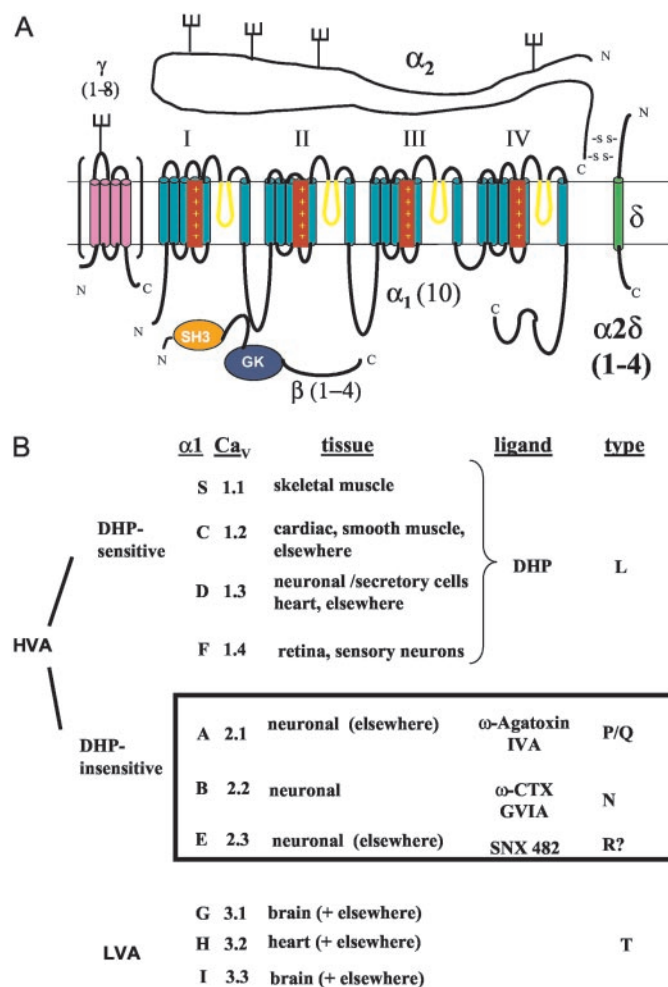 A
γ
(1-8)
α2
N
I II III IV
-s s-
-s s-
C
N
δ
N
C
α1 (10)
C
C
N
SH3
N
GK
C
β (1-4)
α2δ
(1-4)
B
α1 CaV tissue ligand type
S 1.1 skeletal muscle
C 1.2 cardiac, smooth muscle,
elsewhere
DHP-
sensitive
DHP L
D 1.3 neuronal /secretory cells
heart, elsewhere
HVA
F 1.4 retina, sensory neurons
A 2.1 neuronal (elsewhere) ω-Agatoxin
IVA
P/Q
DHP-
insensitive
B 2.2 neuronal ω-CTX
GVIA
N
E 2.3 neuronal (elsewhere) SNX 482 R?
G 3.1 brain (+ elsewhere)
LVA H 3.2 heart (+ elsewhere) T
I 3.3 brain (+ elsewhere)